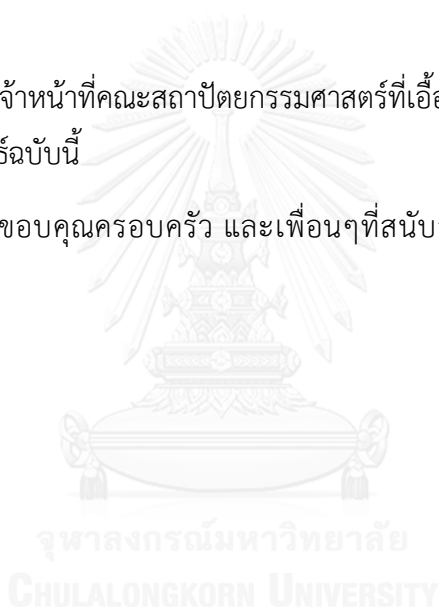 จ้าหน้าที่คณะสถาปัตยกรรมศาสตร์ที่เอื้อ
ธ์ฉบับนี้
ขอบคุณครอบครัว และเพื่อนๆที่สนับ
จุฬาลงกรณ์มหาวิทยาลัย
CHULALONGKORN UNIVERSITY